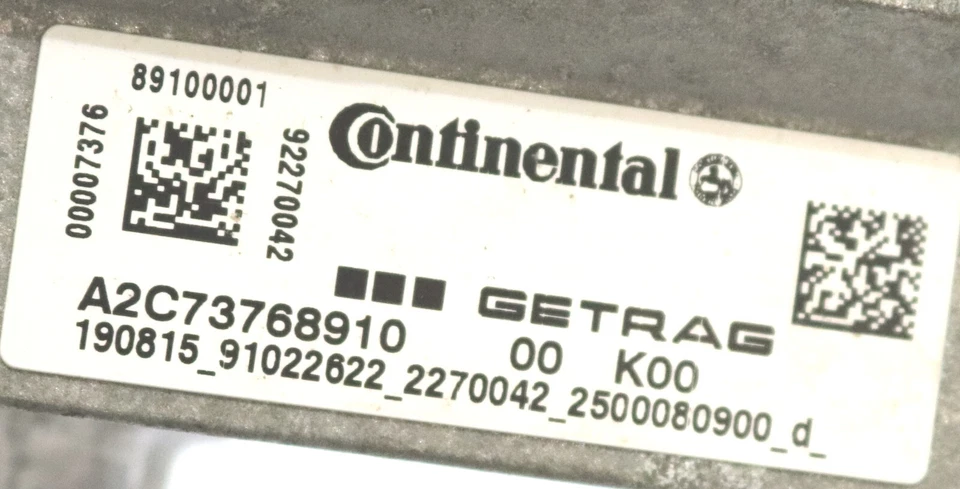 89100001
00007376
92270042
Continental
GETRAG
A2C73768910 00 K00
190815_91022622_2270042_2500080900_d_